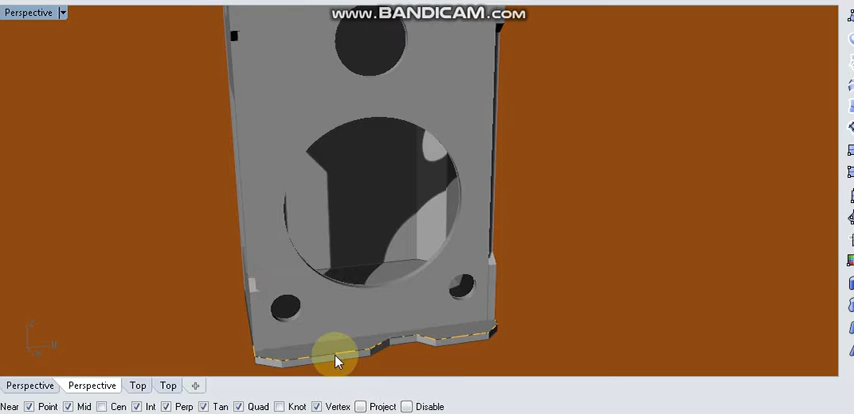 WWW.BANDICAM.COM
Perspective
z
Perspective Perspective Top Top
Near Point Mid Cen Int Perp Tan Quad Knot Vertex Project Disable